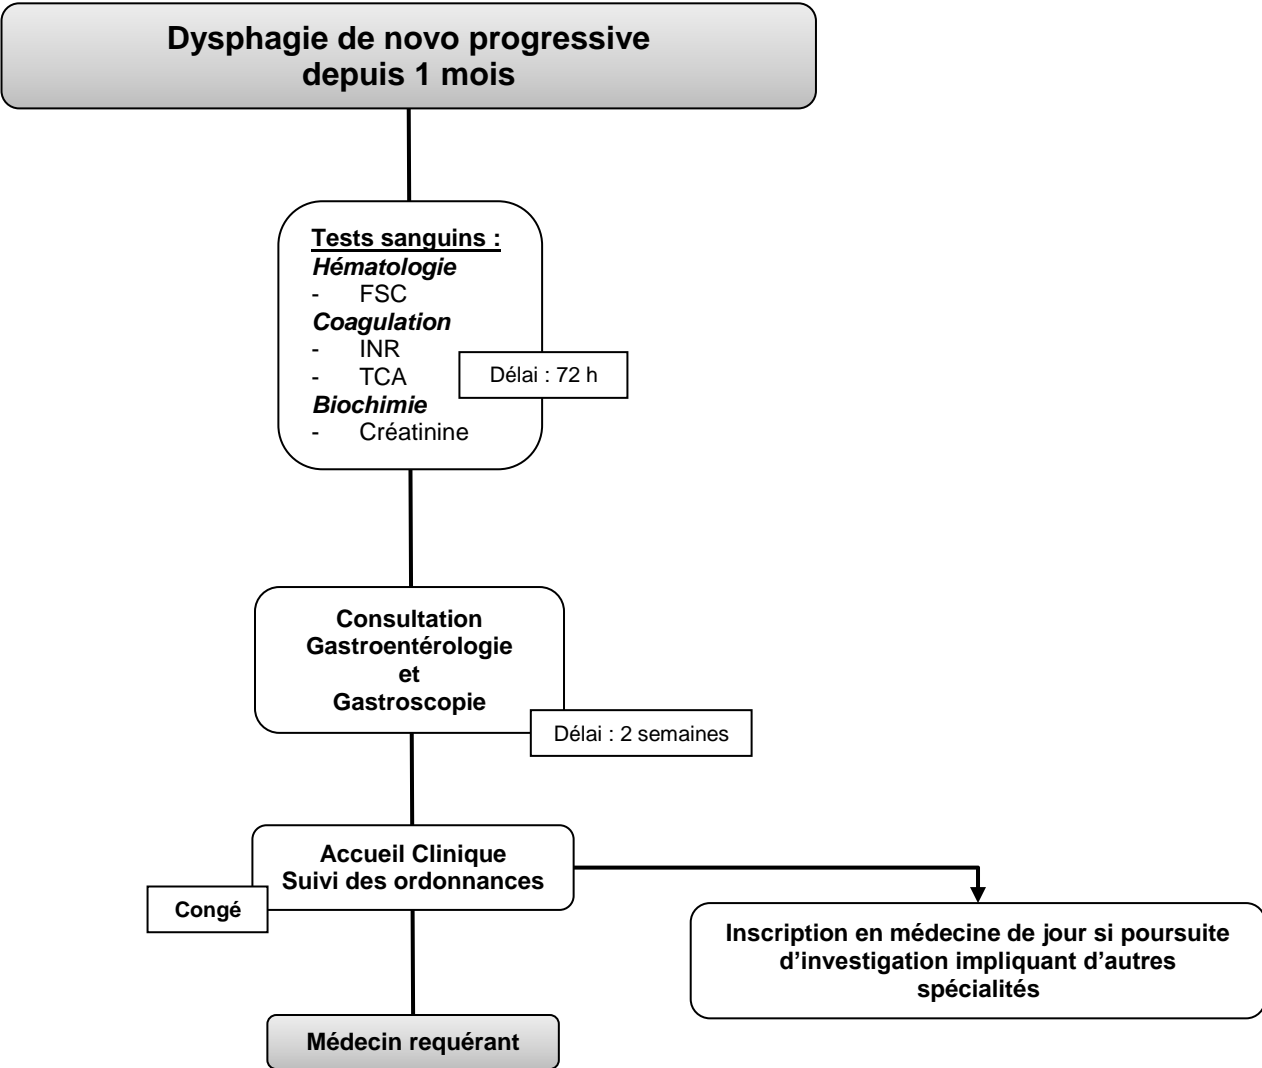 Dysphagie de novo progressive
depuis 1 mois
Tests sanguins :
Hématologie
- FSC
Coagulation
- INR
- TCA
Délai : 72 h
Biochimie
- Créatinine
Consultation
Gastroentérologie
et
Gastroscopie
Délai : 2 semaines
Accueil Clinique
Suivi des ordonnances
Congé
Inscription en médecine de jour si poursuite
d’investigation impliquant d’autres
spécialités
Médecin requérant